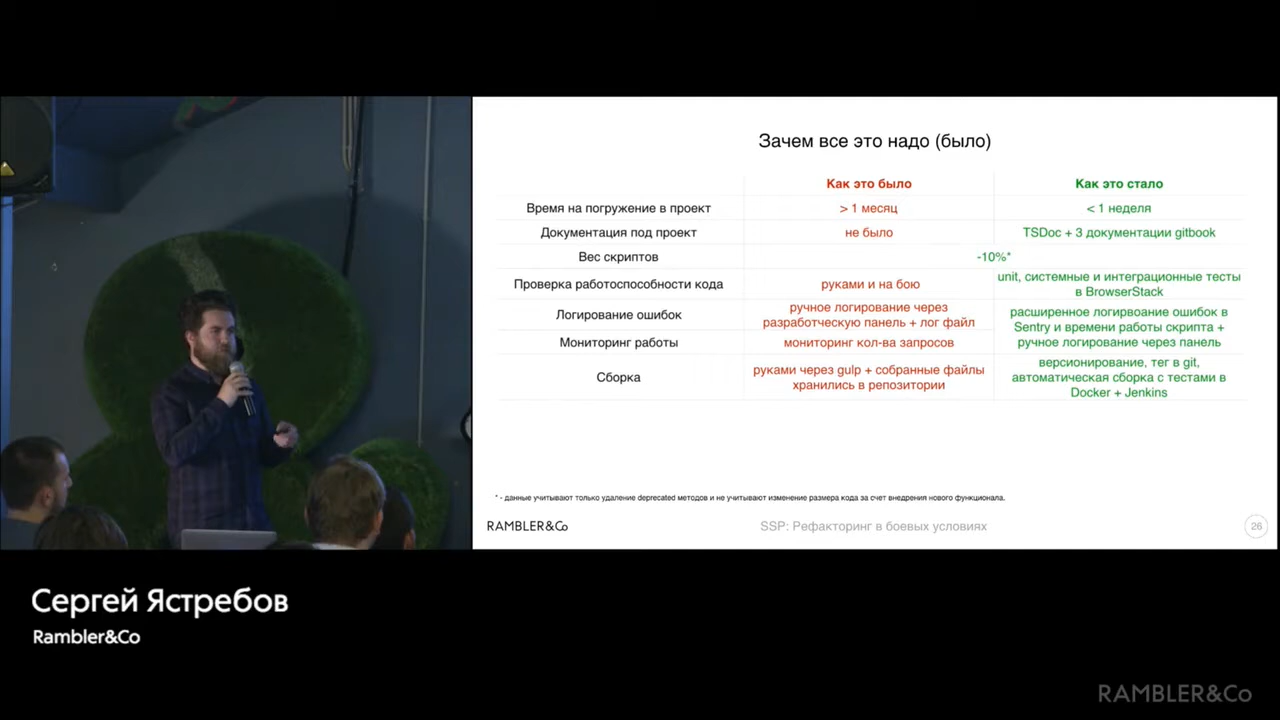 Зачем все это надо (было)
Как это было
Как это стало
Время на погружение в проект
> 1 месяц
< 1 неделя
Документация под проект
не было
TSDoc + 3 документации gitbook
Вес скриптов
-10%*
Проверка работоспособности кода
руками и на бою
unit, системные и интеграционные тесты
в BrowserStack
Логирование ошибок
ручное логирование через
разработческую панель + лог файл
расширенное логирвоание ошибок в
Sentry и времени работы скрипта +
ручное логирование через панель
Мониторинг работы
мониторинг кол-ва запросов
Сборка
руками через gulp + собранные файлы
хранились в репозитории
версионирование, тег в git,
автоматическая сборка с тестами в
Docker + Jenkins
* - данные учитывают только удаление deprecated методов и не учитывают изменение размера кода за счет внедрения нового функционала.
RAMBLER&Co
SSP: Рефакторинг в боевых условиях
26
Сергей Ястребов
Rambler&Co
RAMBLER&Co